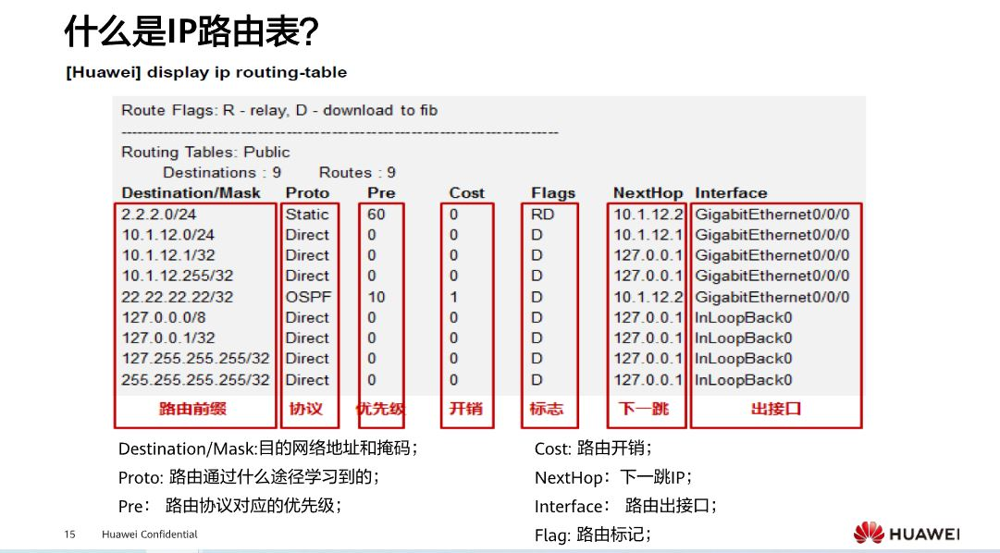 什么是IP路由表？
[Huawei] display ip routing-table
Route Flags: R - relay, D - download to fib
------------------------------------------------------------------------------
Routing Tables: Public
Destinations : 9 Routes : 9
Destination/Mask Proto Pre Cost Flags NextHop Interface
2.2.2.0/24 Static 60 0 RD 10.1.12.2 GigabitEthernet0/0/0
10.1.12.0/24 Direct 0 0 D 10.1.12.1 GigabitEthernet0/0/0
10.1.12.1/32 Direct 0 0 D 127.0.0.1 GigabitEthernet0/0/0
10.1.12.255/32 Direct 0 0 D 127.0.0.1 GigabitEthernet0/0/0
22.22.22.22/32 OSPF 10 1 D 10.1.12.2 GigabitEthernet0/0/0
127.0.0.0/8 Direct 0 0 D 127.0.0.1 InLoopBack0
127.0.0.1/32 Direct 0 0 D 127.0.0.1 InLoopBack0
127.255.255.255/32 Direct 0 0 D 127.0.0.1 InLoopBack0
255.255.255.255/32 Direct 0 0 D 127.0.0.1 InLoopBack0
路由前缀 协议 优先级 开销 标志 下一跳 出接口
Destination/Mask:目的网络地址和掩码；
Proto: 路由通过什么途径学习到的；
Pre： 路由协议对应的优先级；
Cost: 路由开销；
NextHop：下一跳IP；
Interface： 路由出接口；
Flag: 路由标记；
15 Huawei Confidential
HUAWEI